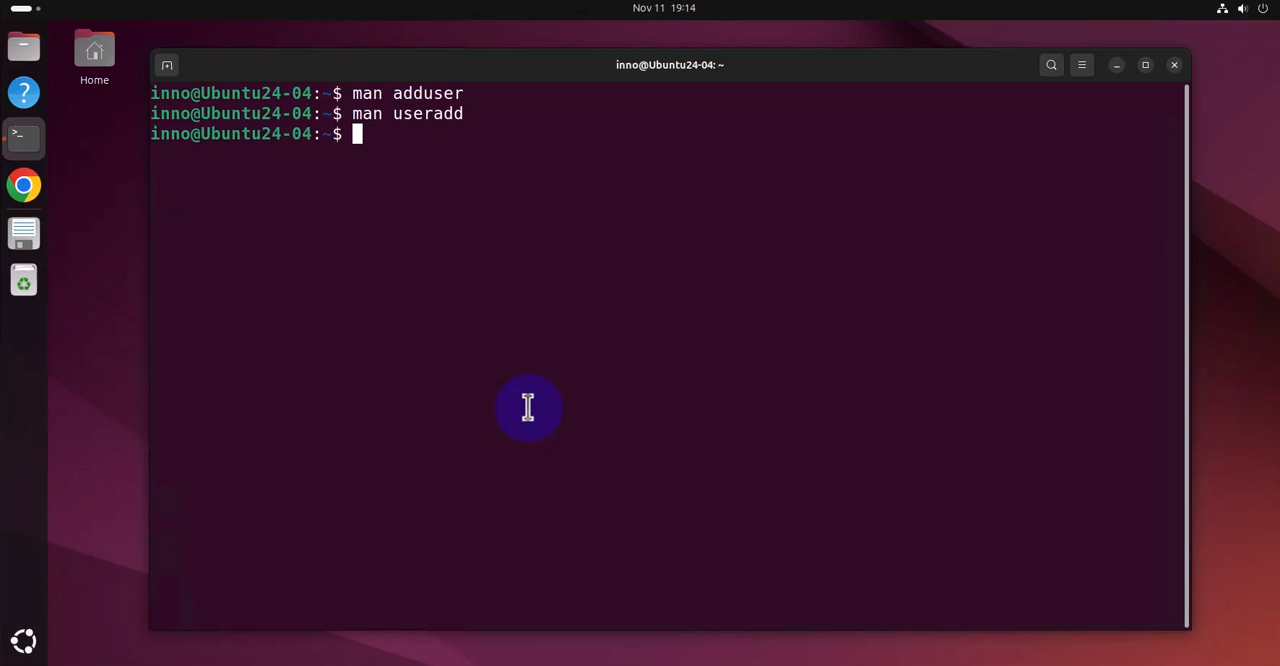 Nov 11 19:14
Home
inno@Ubuntu24-04: ~
inno@Ubuntu24-04:~$ man adduser
inno@Ubuntu24-04:~$ man useradd
inno@Ubuntu24-04:~$